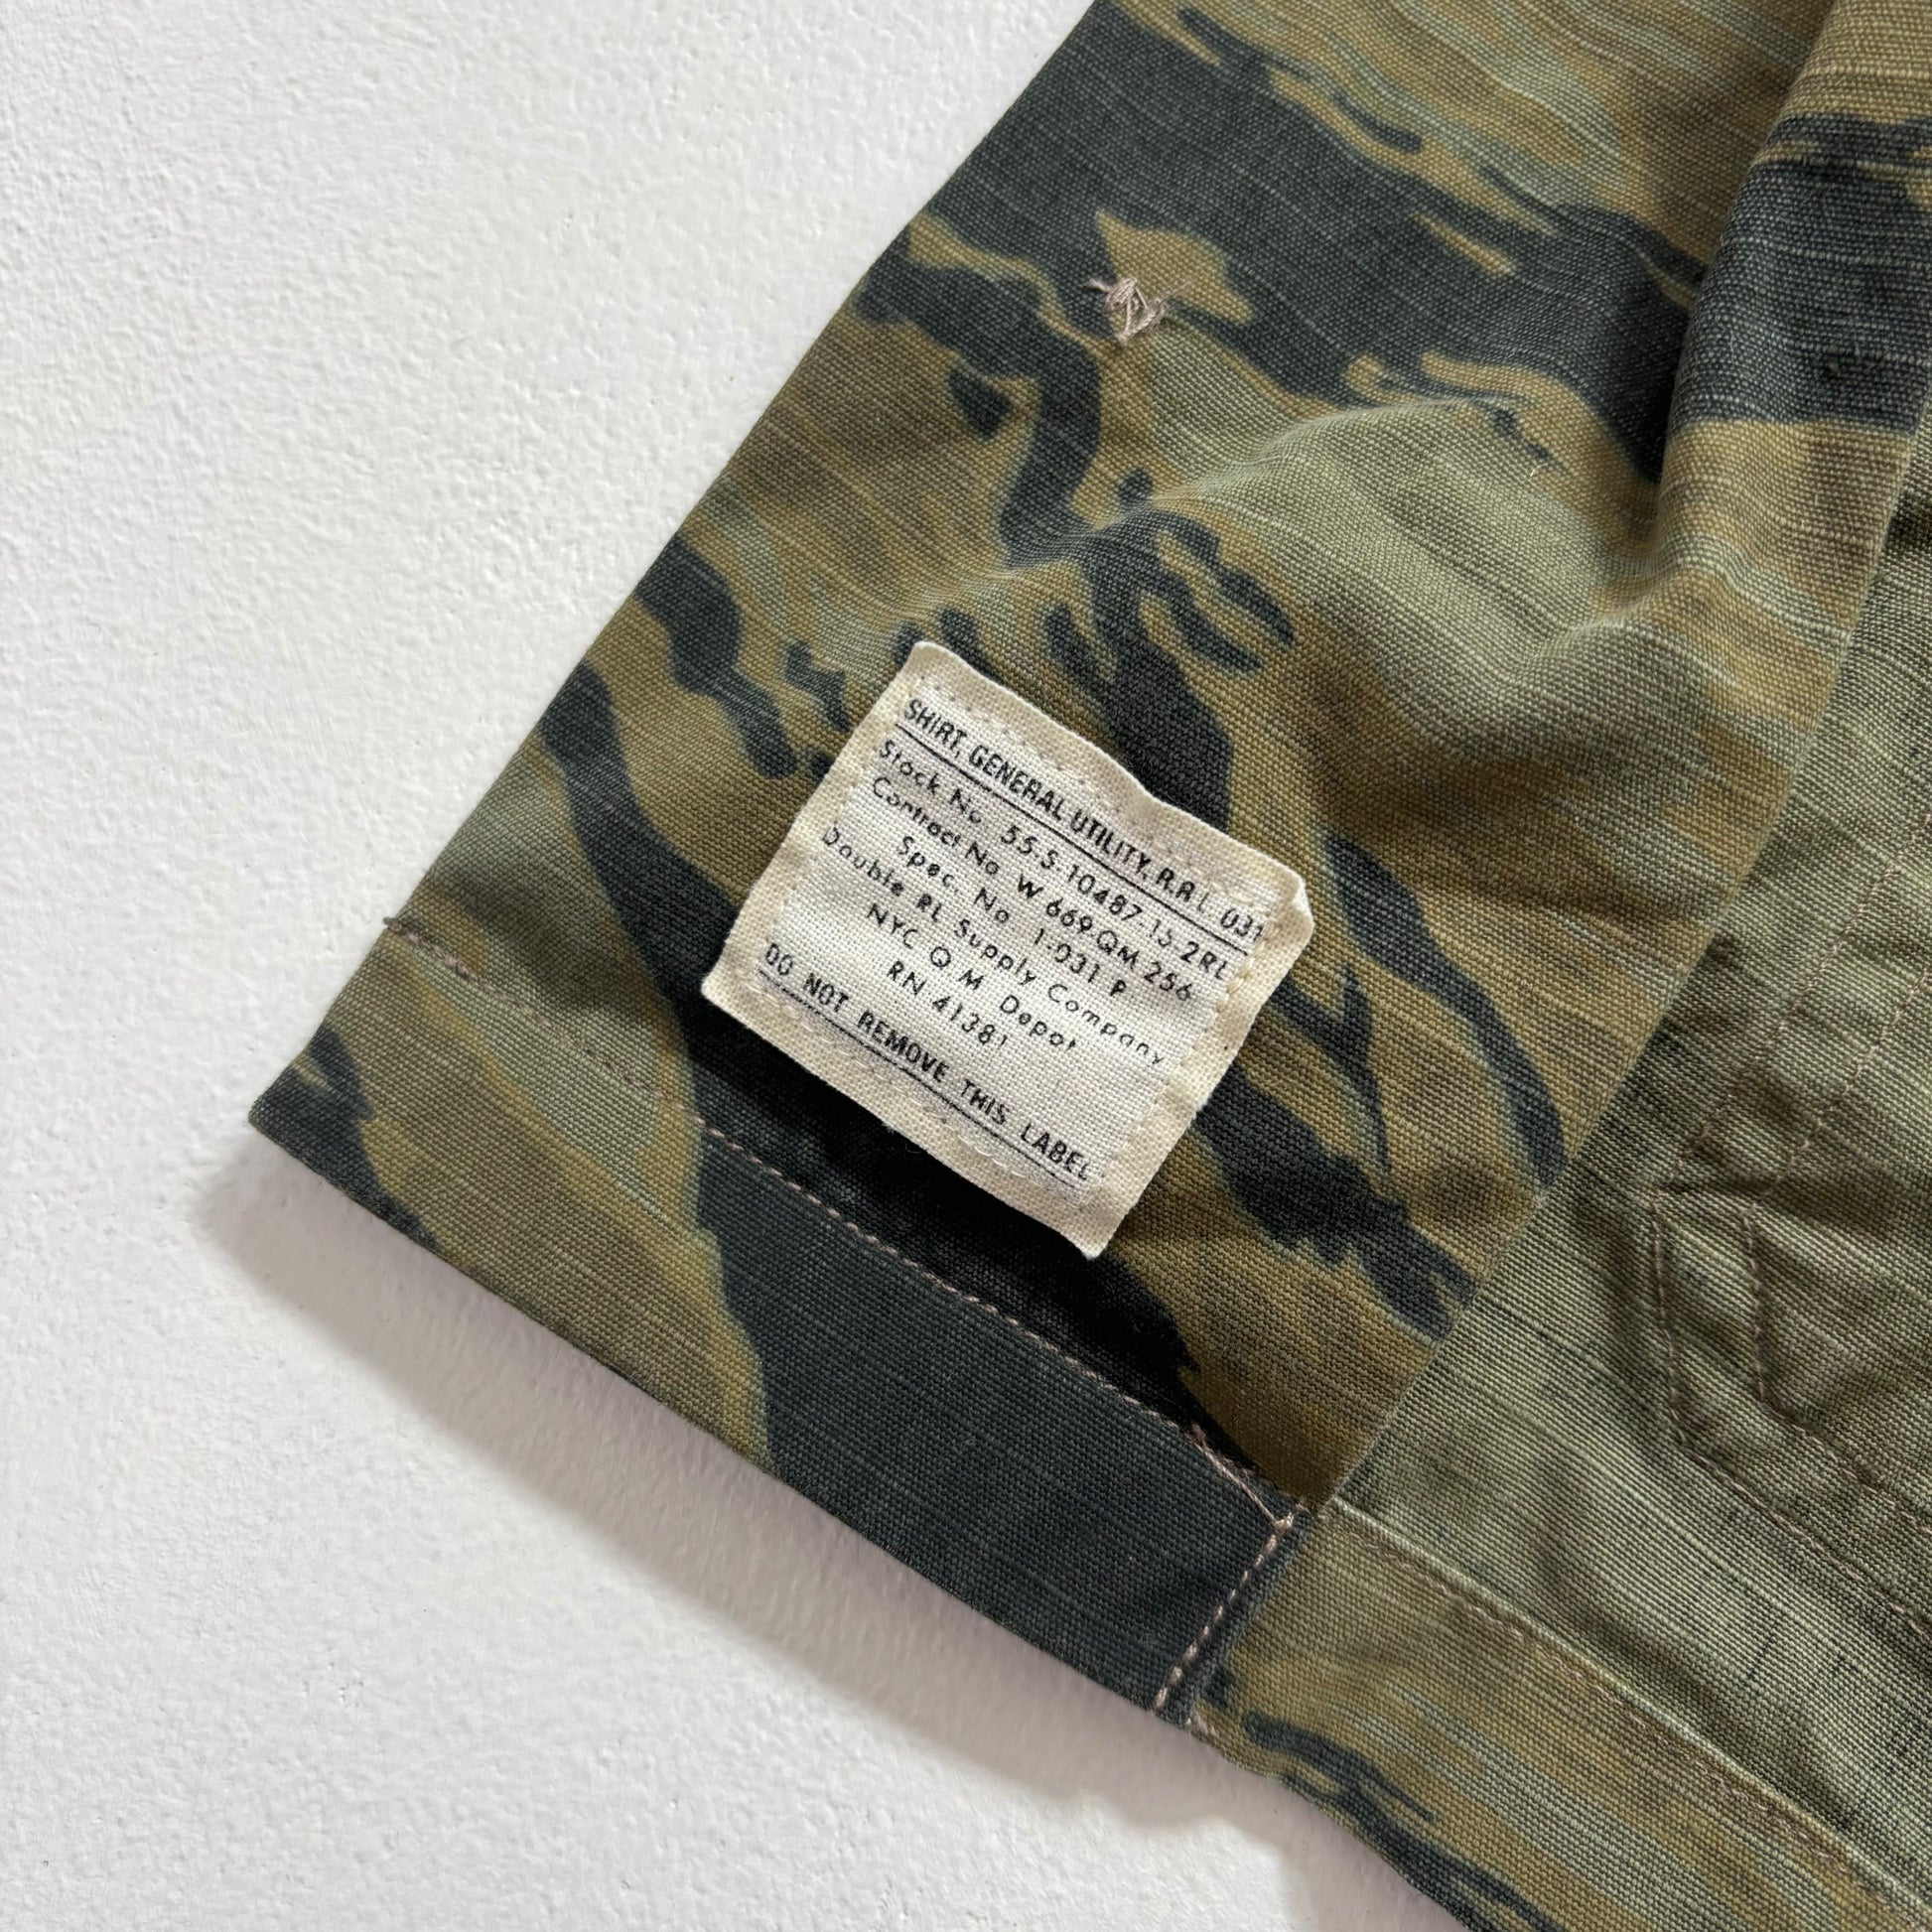 SHIRT, GENERAL UTILITY, R.R.L. 031
Stock No. 55-S-10487-15-2RL
Contract No W 669 QM 256
Spec. No 1-031 P
Double RL Supply Company
NYC Q M Depot
RN 41381
DO NOT REMOVE THIS LABEL